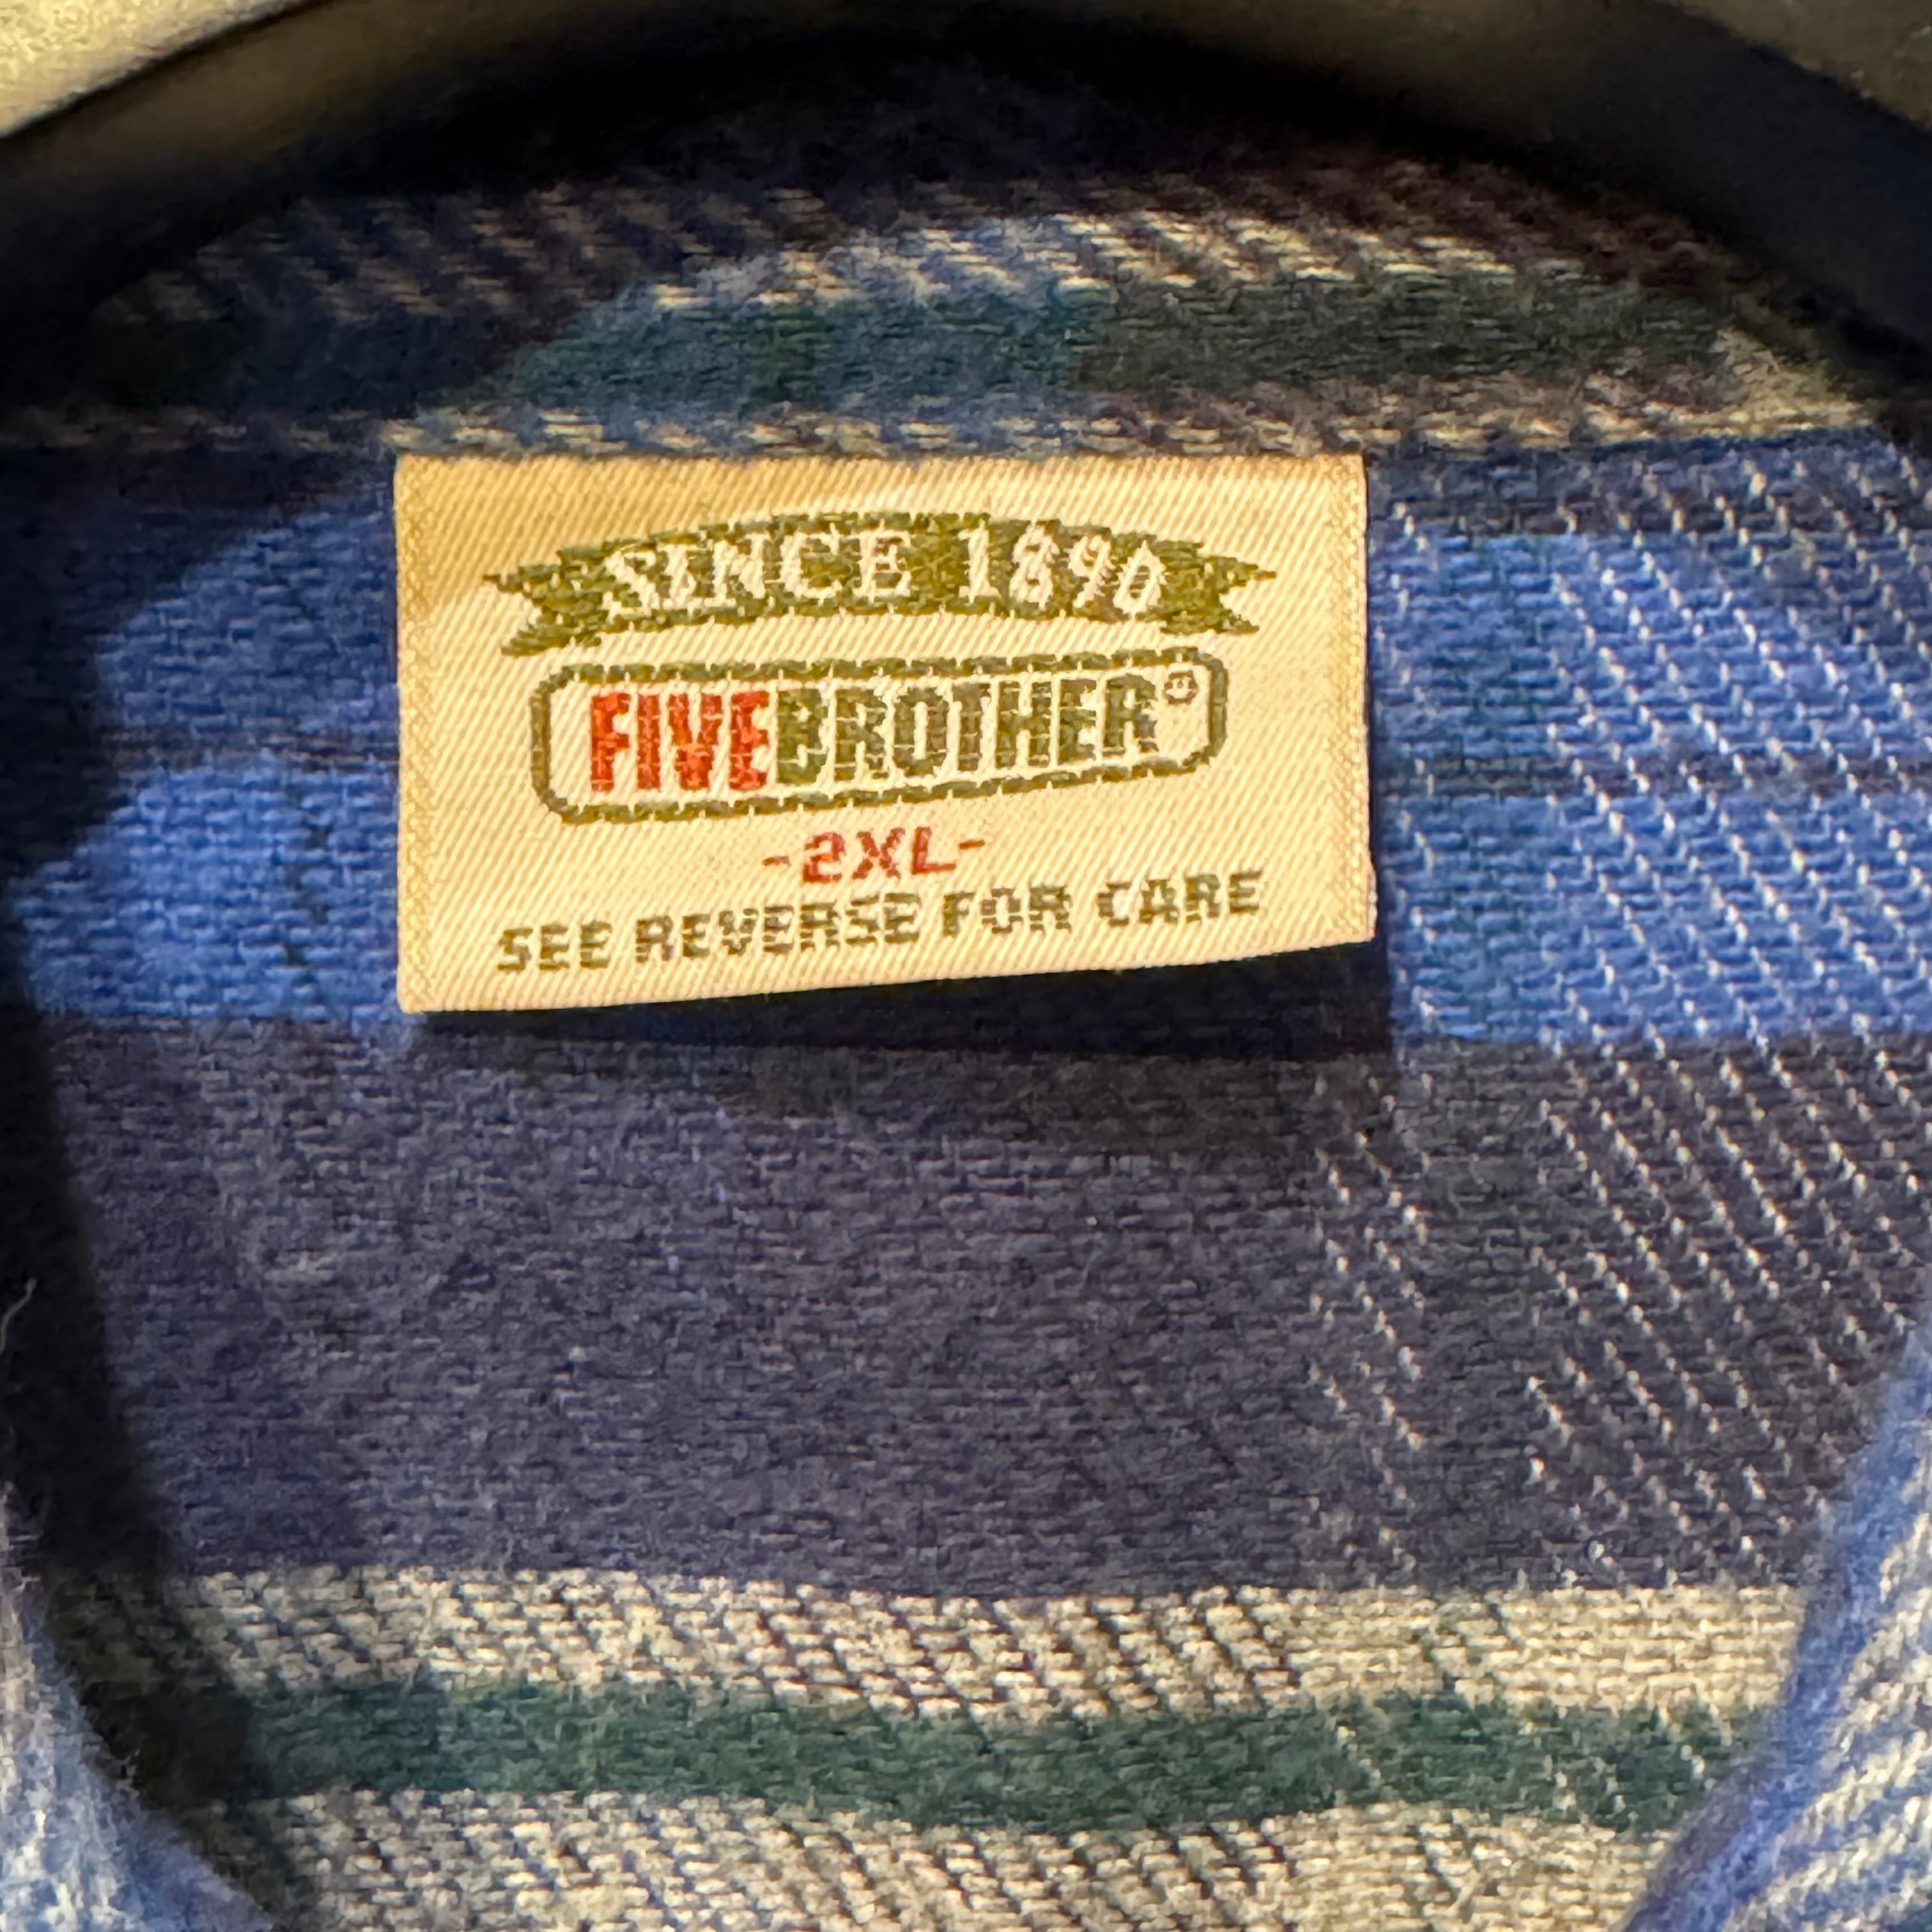 SINCE 1890
FIVEBROTHER®
-2XL-
SEE REVERSE FOR CARE